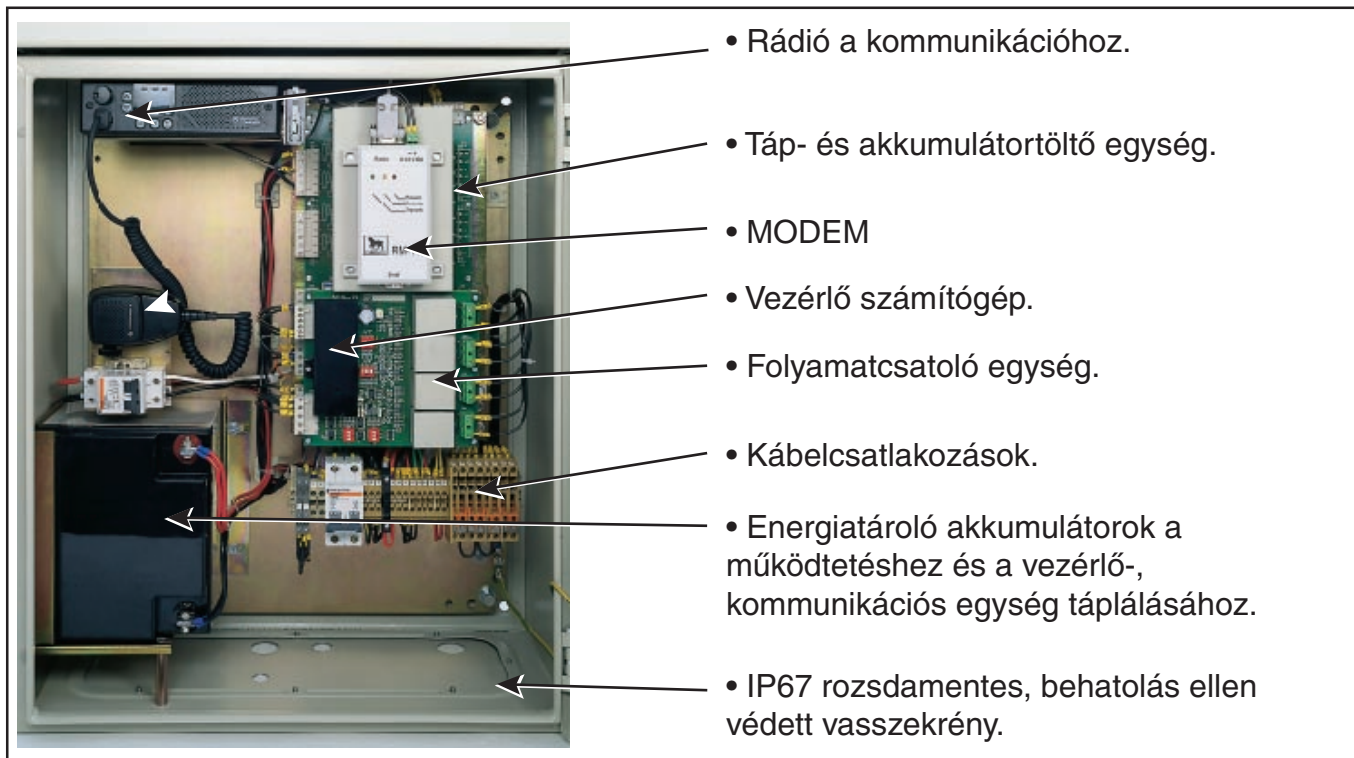 • Rádió a kommunikációhoz.
• Táp- és akkumulátortöltő egység.
• MODEM
• Vezérlő számítógép.
• Folyamatcsatoló egység.
• Kábelcsatlakozások.
• Energiatároló akkumulátorok a
működtetéshez és a vezérlő-,
kommunikációs egység táplálásához.
• IP67 rozsdamentes, behatolás ellen
védett vasszekrény.